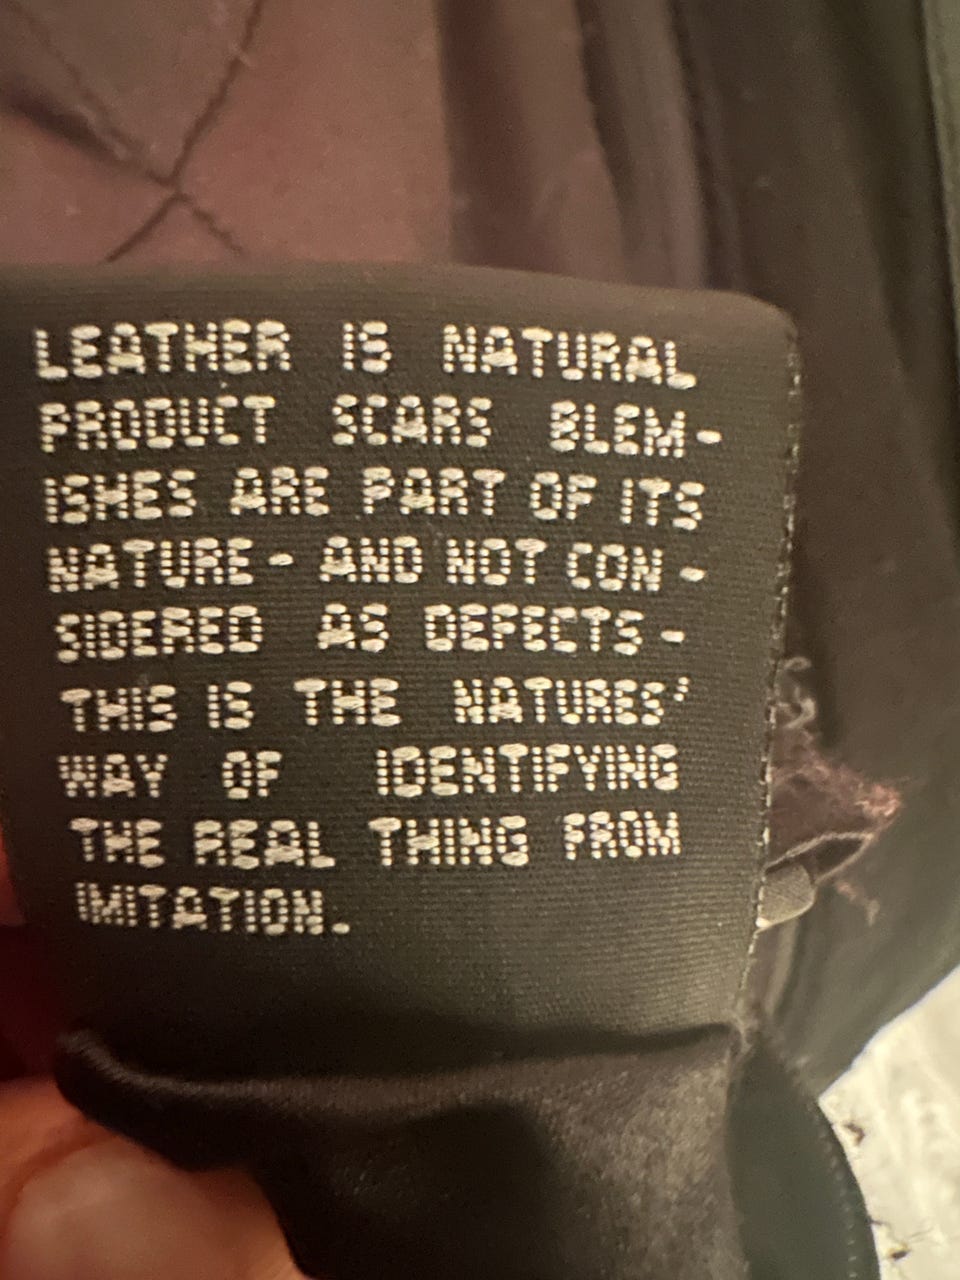 LEATHER IS NATURAL
PRODUCT SCARS BLEM-
ISHES ARE PART OF ITS
NATURE- AND NOT CON-
SIDERED AS DEFECTS-
THIS IS THE NATURES'
WAY OF IDENTIFYING
THE REAL THING FROM
IMITATION.